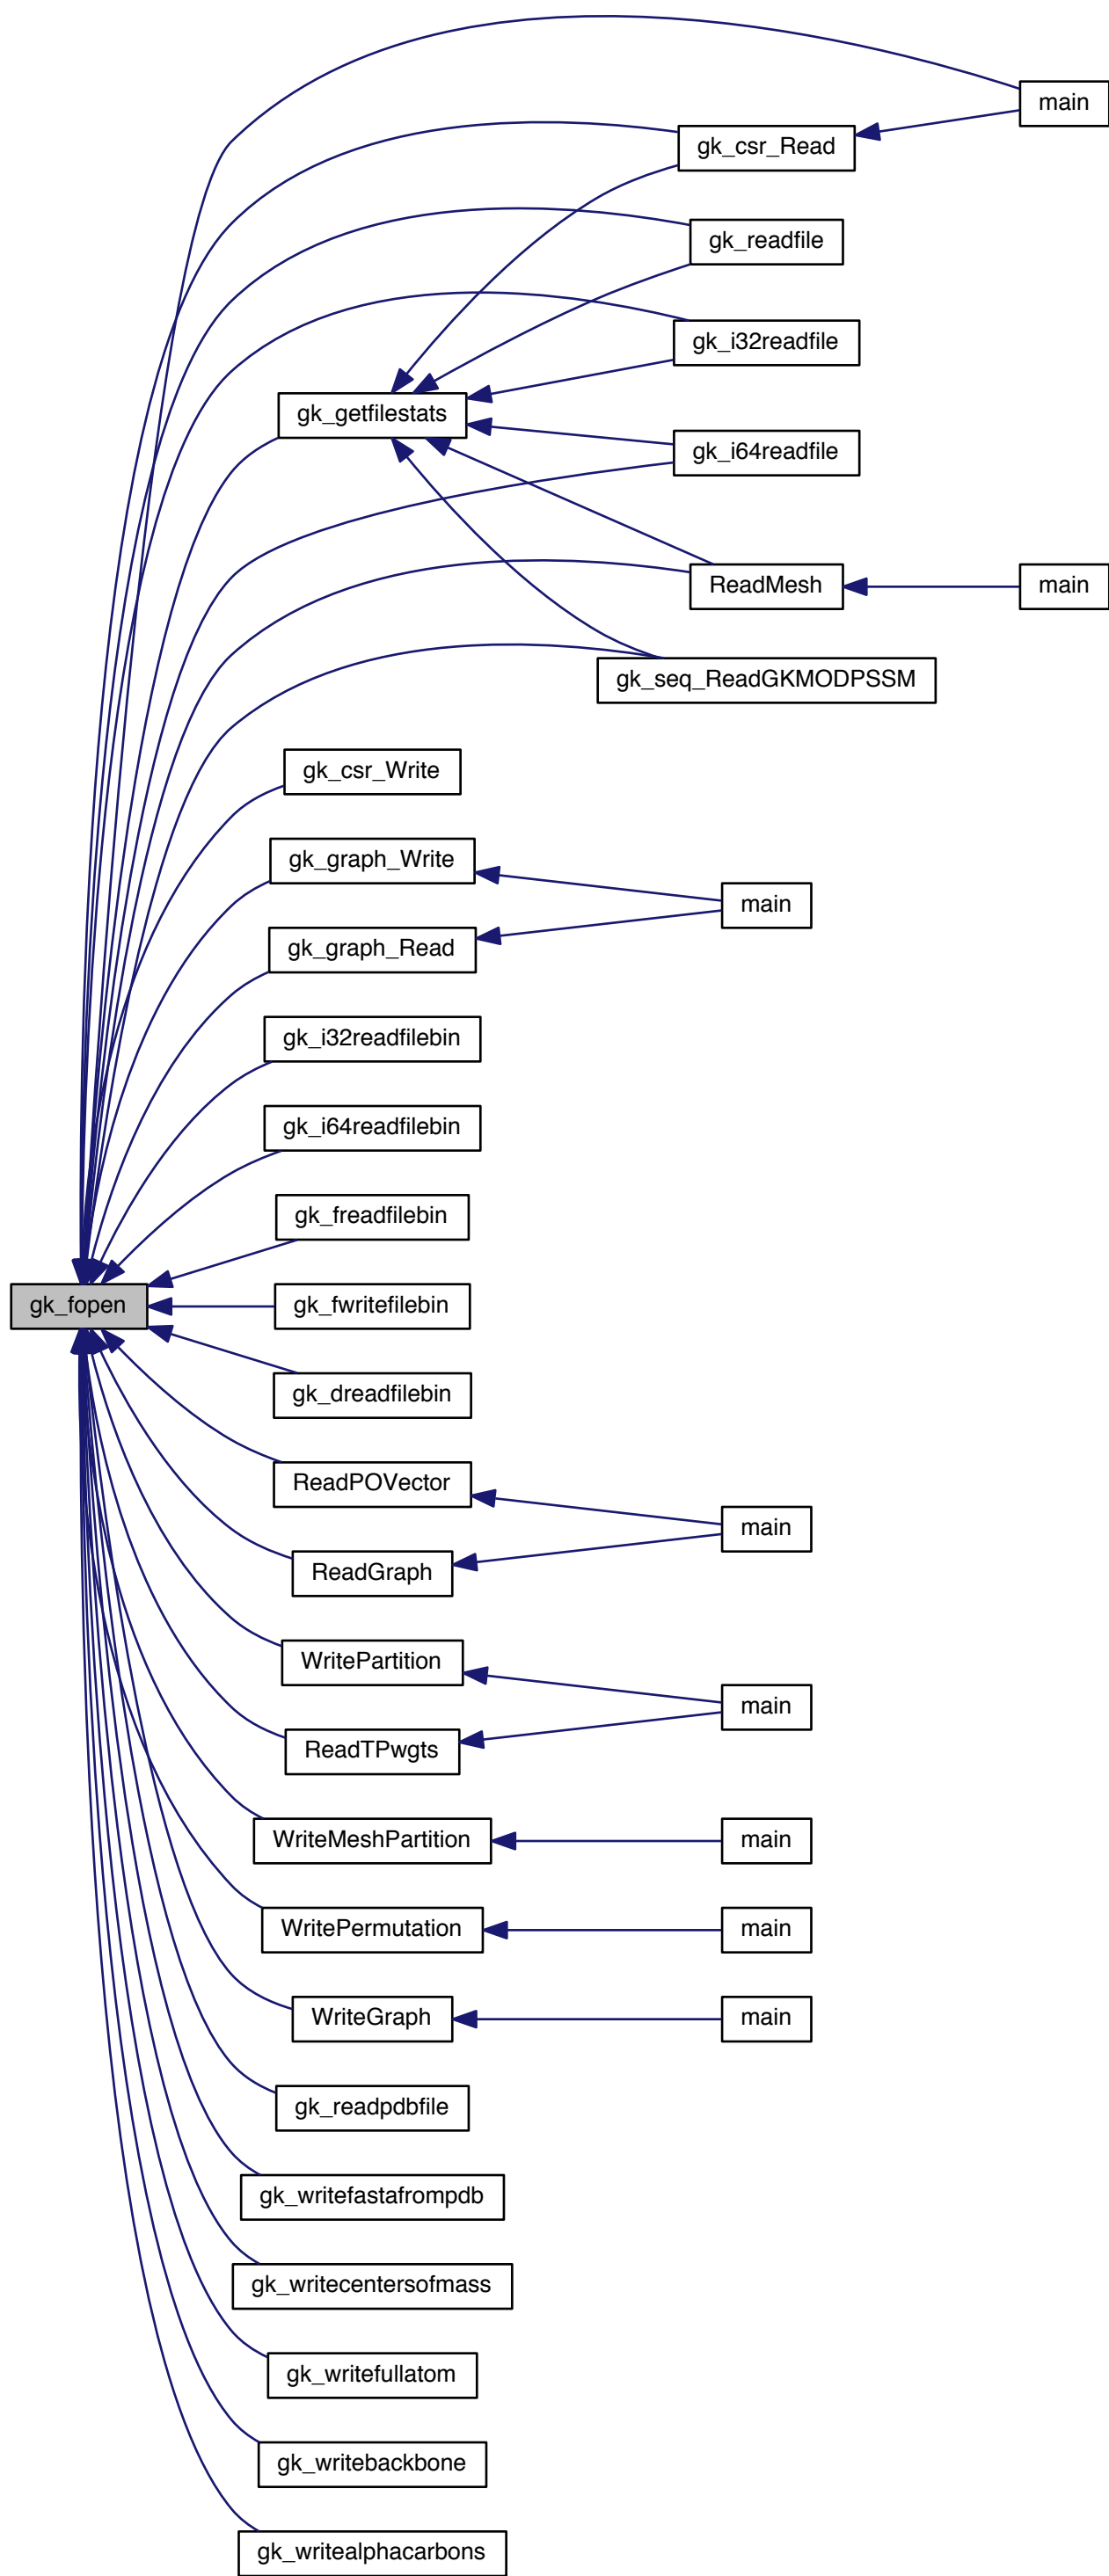 main
gk_csr_Read
gk_readfile
gk_i32readfile
gk_getfilestats
gk_i64readfile
ReadMesh
main
gk_seq_ReadGKMODPSSM
gk_csr_Write
gk_graph_Write
main
gk_graph_Read
gk_i32readfilebin
gk_i64readfilebin
gk_freadfilebin
gk_fopen
gk_fwritefilebin
gk_dreadfilebin
ReadPOVector
main
ReadGraph
WritePartition
main
ReadTPwgts
WriteMeshPartition
main
WritePermutation
main
WriteGraph
main
gk_readpdbfile
gk_writefastafrompdb
gk_writecentersofmass
gk_writefullatom
gk_writebackbone
gk_writealphacarbons